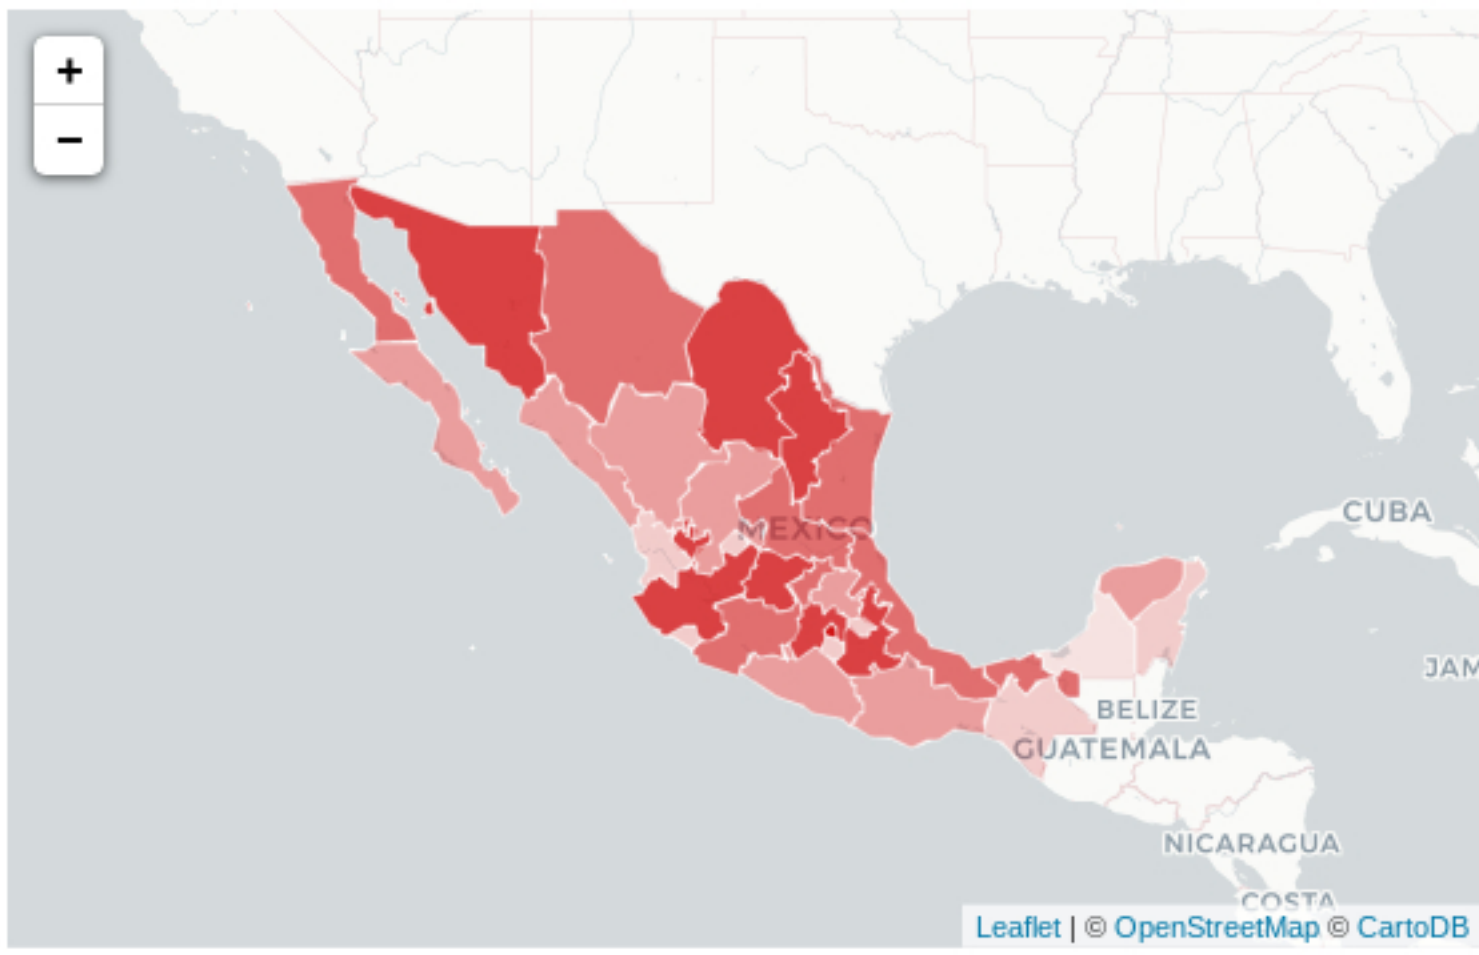 +
−
MEXICO
CUBA
JAM
BELIZE
GUATEMALA
NICARAGUA
COSTA
Leaflet | © OpenStreetMap © CartoDB